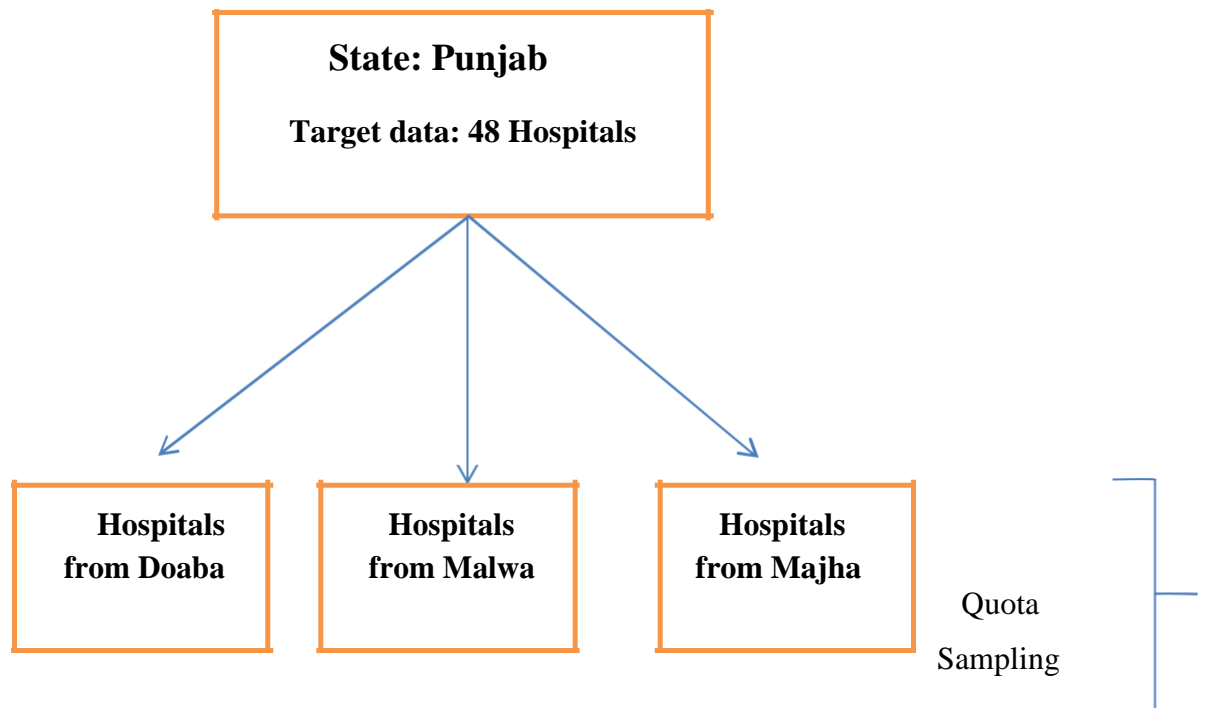 State: Punjab
Target data: 48 Hospitals
Hospitals
from Doaba
Hospitals
from Malwa
Hospitals
from Majha
Quota
Sampling